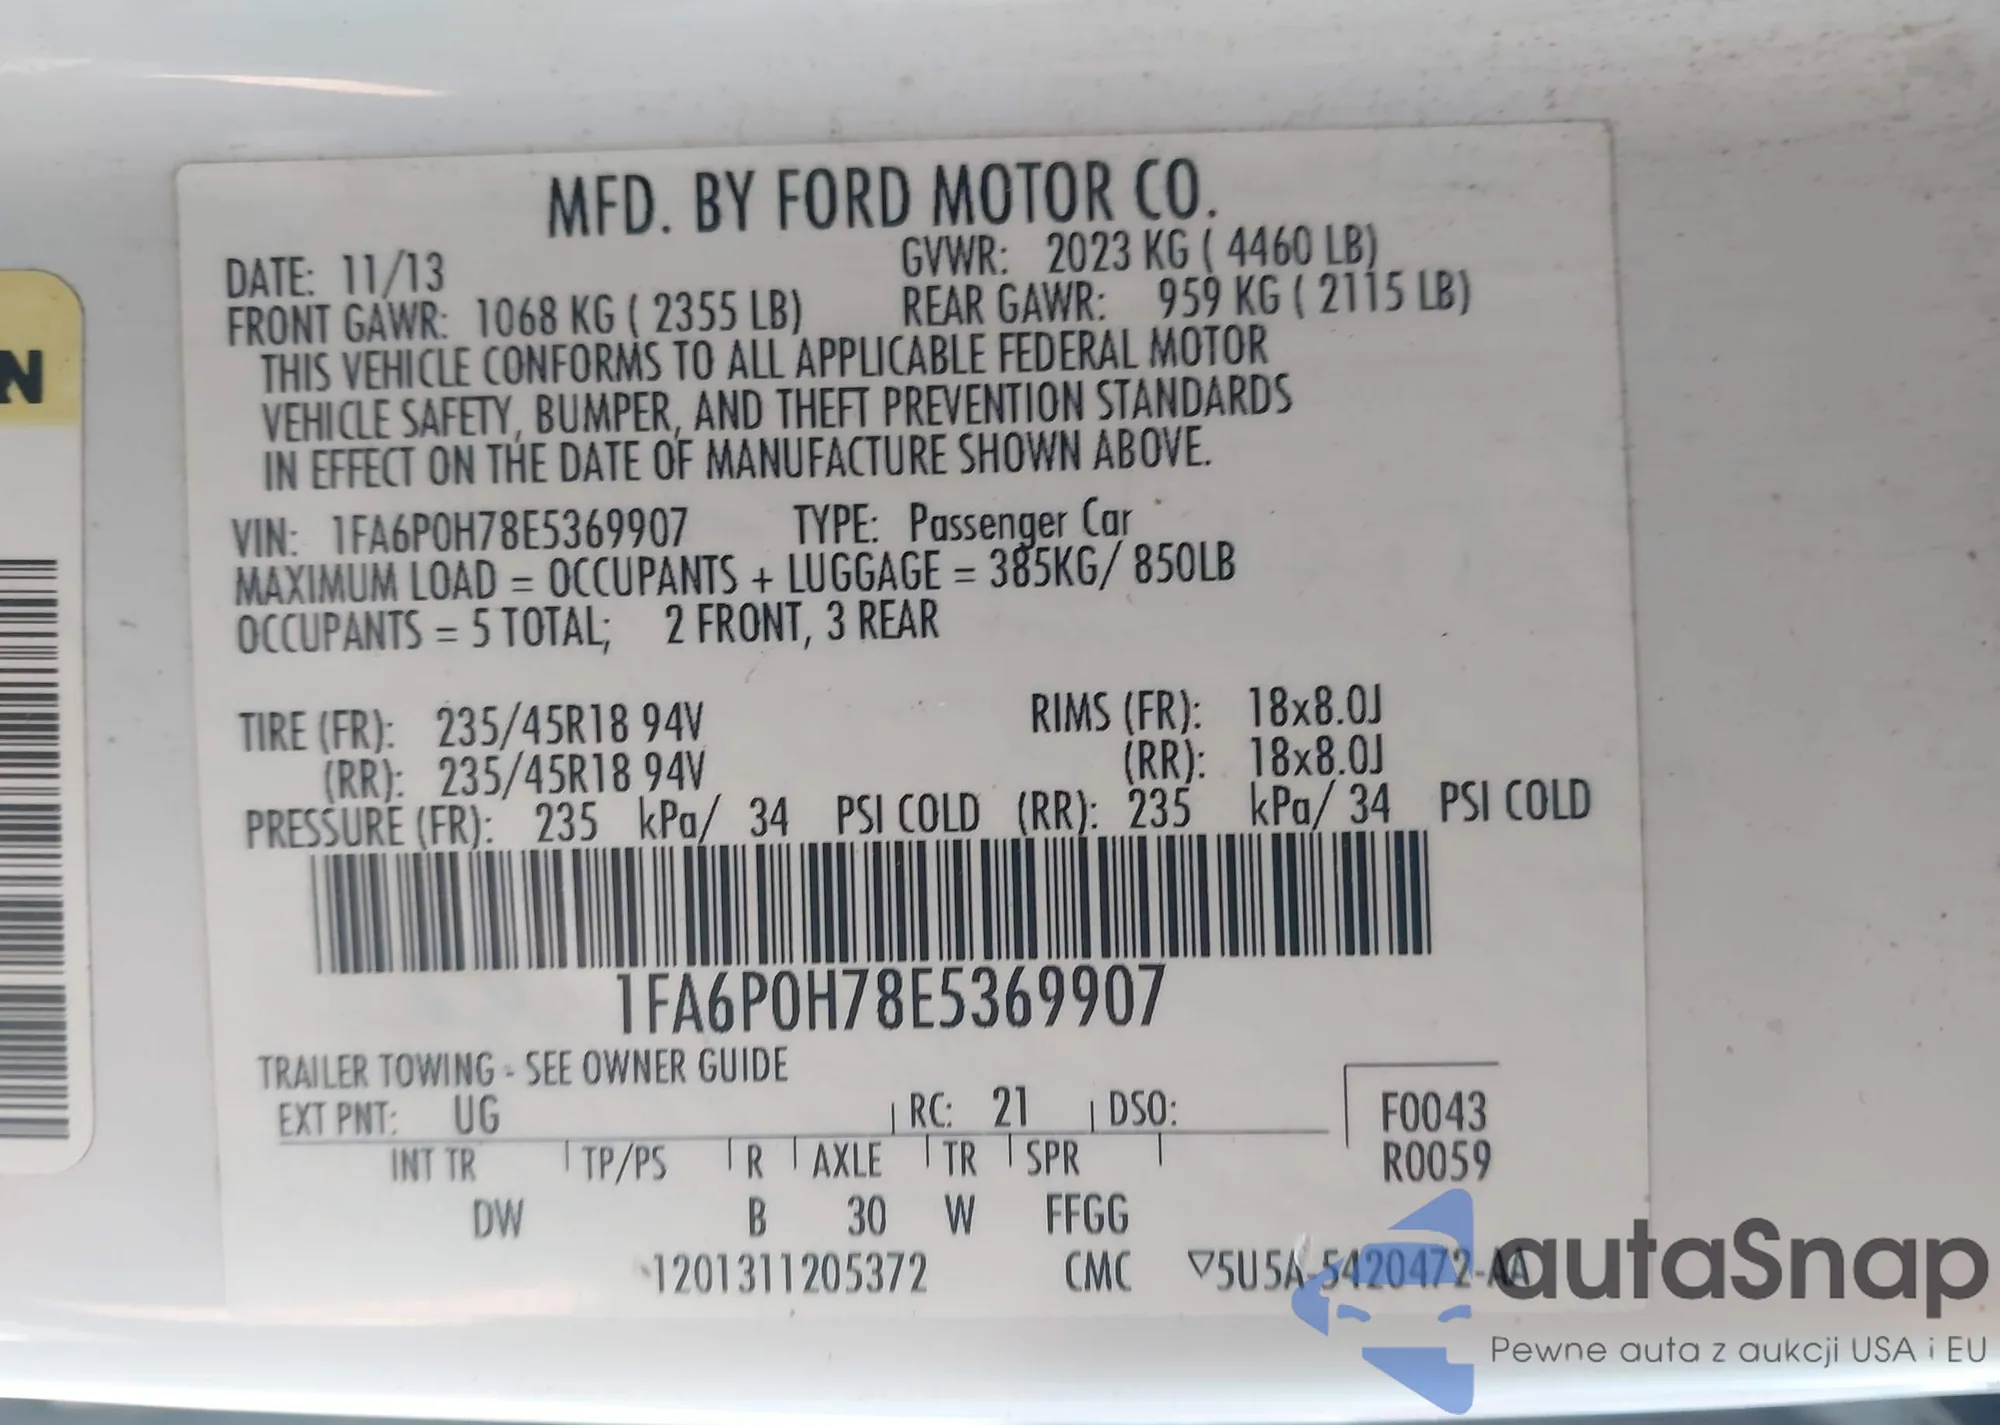 MFD. BY FORD MOTOR CO.
DATE: 11/13 GVWR: 2023 KG ( 4460 LB)
FRONT GAWR: 1068 KG ( 2355 LB) REAR GAWR: 959 KG ( 2115 LB)
THIS VEHICLE CONFORMS TO ALL APPLICABLE FEDERAL MOTOR
VEHICLE SAFETY, BUMPER, AND THEFT PREVENTION STANDARDS
IN EFFECT ON THE DATE OF MANUFACTURE SHOWN ABOVE.
VIN: 1FA6P0H78E5369907 TYPE: Passenger Car
MAXIMUM LOAD = OCCUPANTS + LUGGAGE = 385KG/ 850LB
OCCUPANTS = 5 TOTAL; 2 FRONT, 3 REAR
TIRE (FR): 235/45R18 94V RIMS (FR): 18x8.0J
(RR): 235/45R18 94V (RR): 18x8.0J
PRESSURE (FR): 235 kPa/ 34 PSI COLD (RR): 235 kPa/ 34 PSI COLD
1FA6P0H78E5369907
TRAILER TOWING - SEE OWNER GUIDE
EXT PNT: UG RC: 21 DSO: F0043
INT TR TP/PS R AXLE TR SPR R0059
DW B 30 W FFGG
1201311205372 CMC ▽5U5A-5420472-AA
N
autaSnap
Pewne auta z aukcji USA i EU